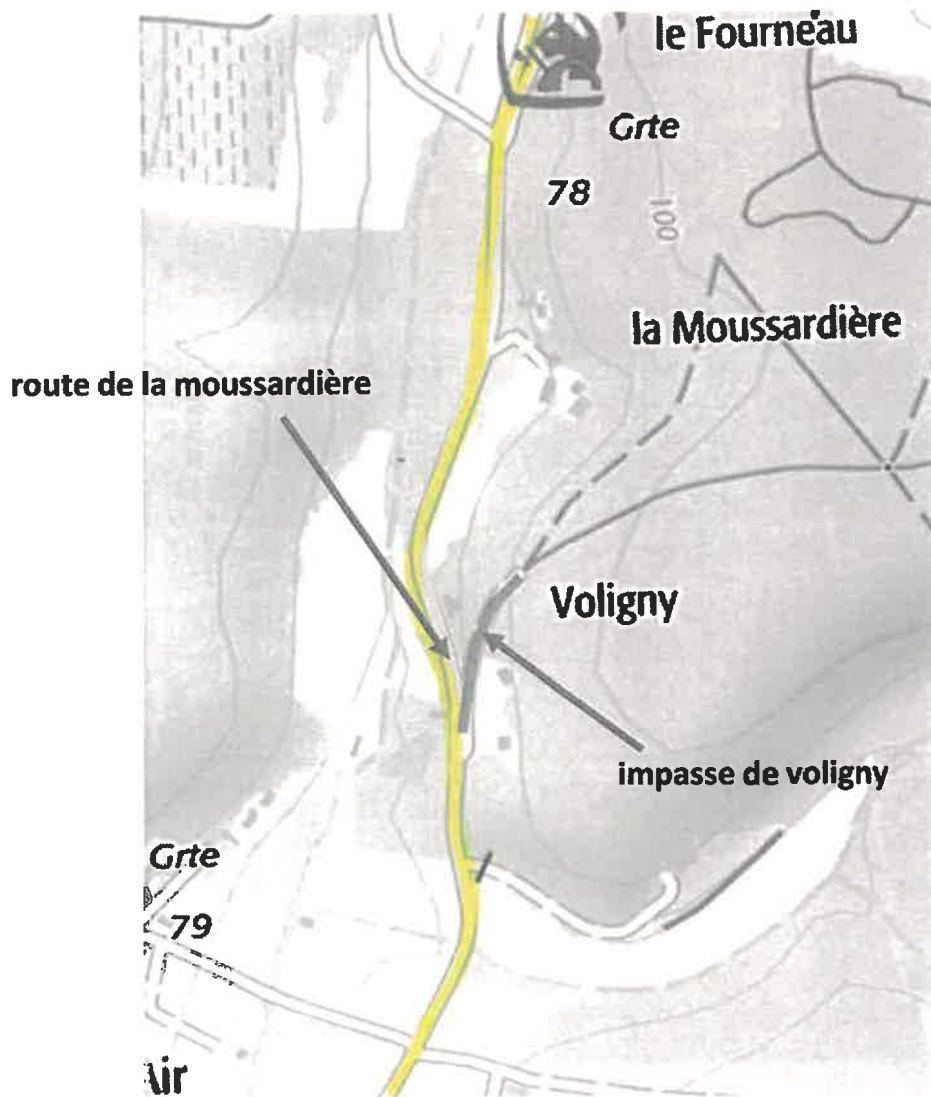 le Fourneau
Grte
78
100
la Moussardière
route de la moussardière
Voligny
impasse de voligny
Grte
79
Air